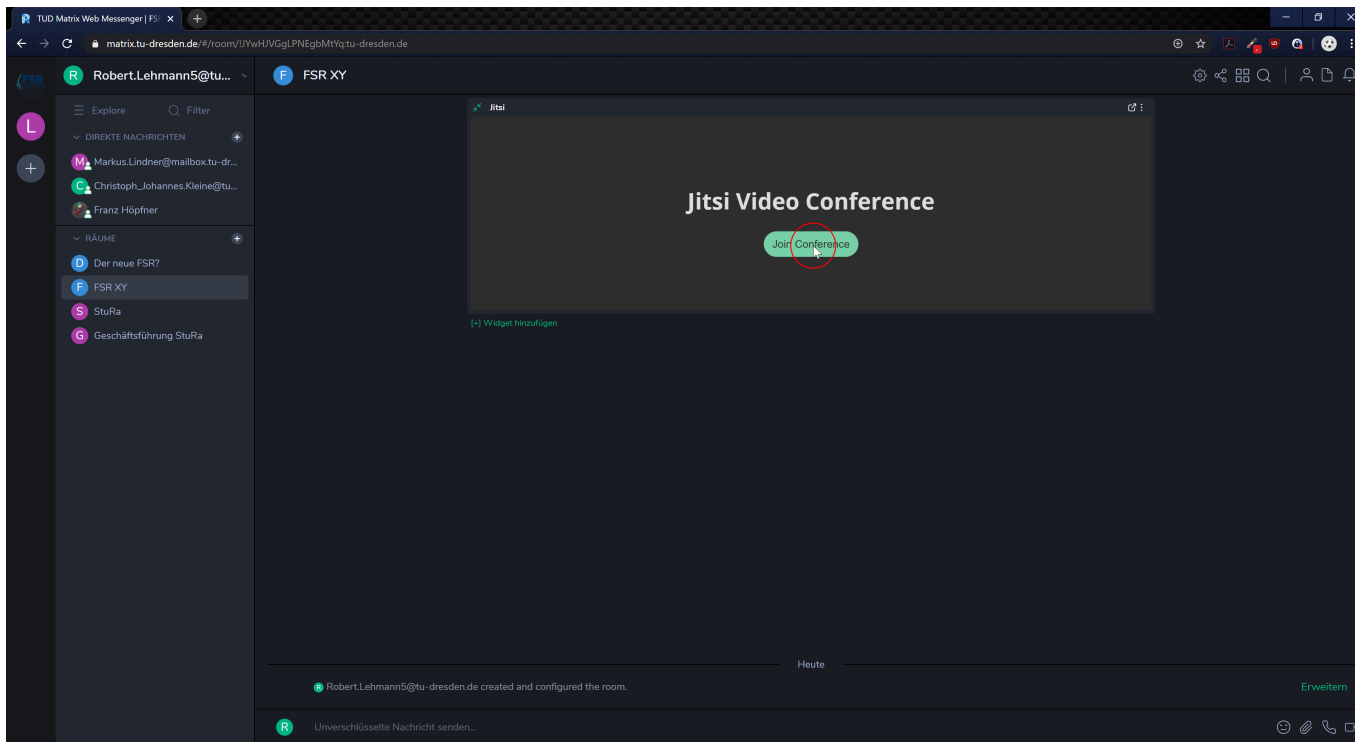 TUD Matrix Web Messenger | FS
matrix.tu-dresden.de/#/room/!JYwHJVGgLPNEgbMtYq:tu-dresden.de
FSR
R Robert.Lehmann5@tu...
F FSR XY
L
Explore
Filter
DIREKTE NACHRICHTEN
M Markus.Lindner@mailbox.tu-dr...
C Christoph_Johannes.Kleine@tu...
Franz Höpfner
RÄUME
D Der neue FSR?
F FSR XY
S StuRa
G Geschäftsführung StuRa
Jitsi
Jitsi Video Conference
Join Conference
[+] Widget hinzufügen
Heute
R Robert.Lehmann5@tu-dresden.de created and configured the room.
Erweitern
R Unverschlüsselte Nachricht senden...